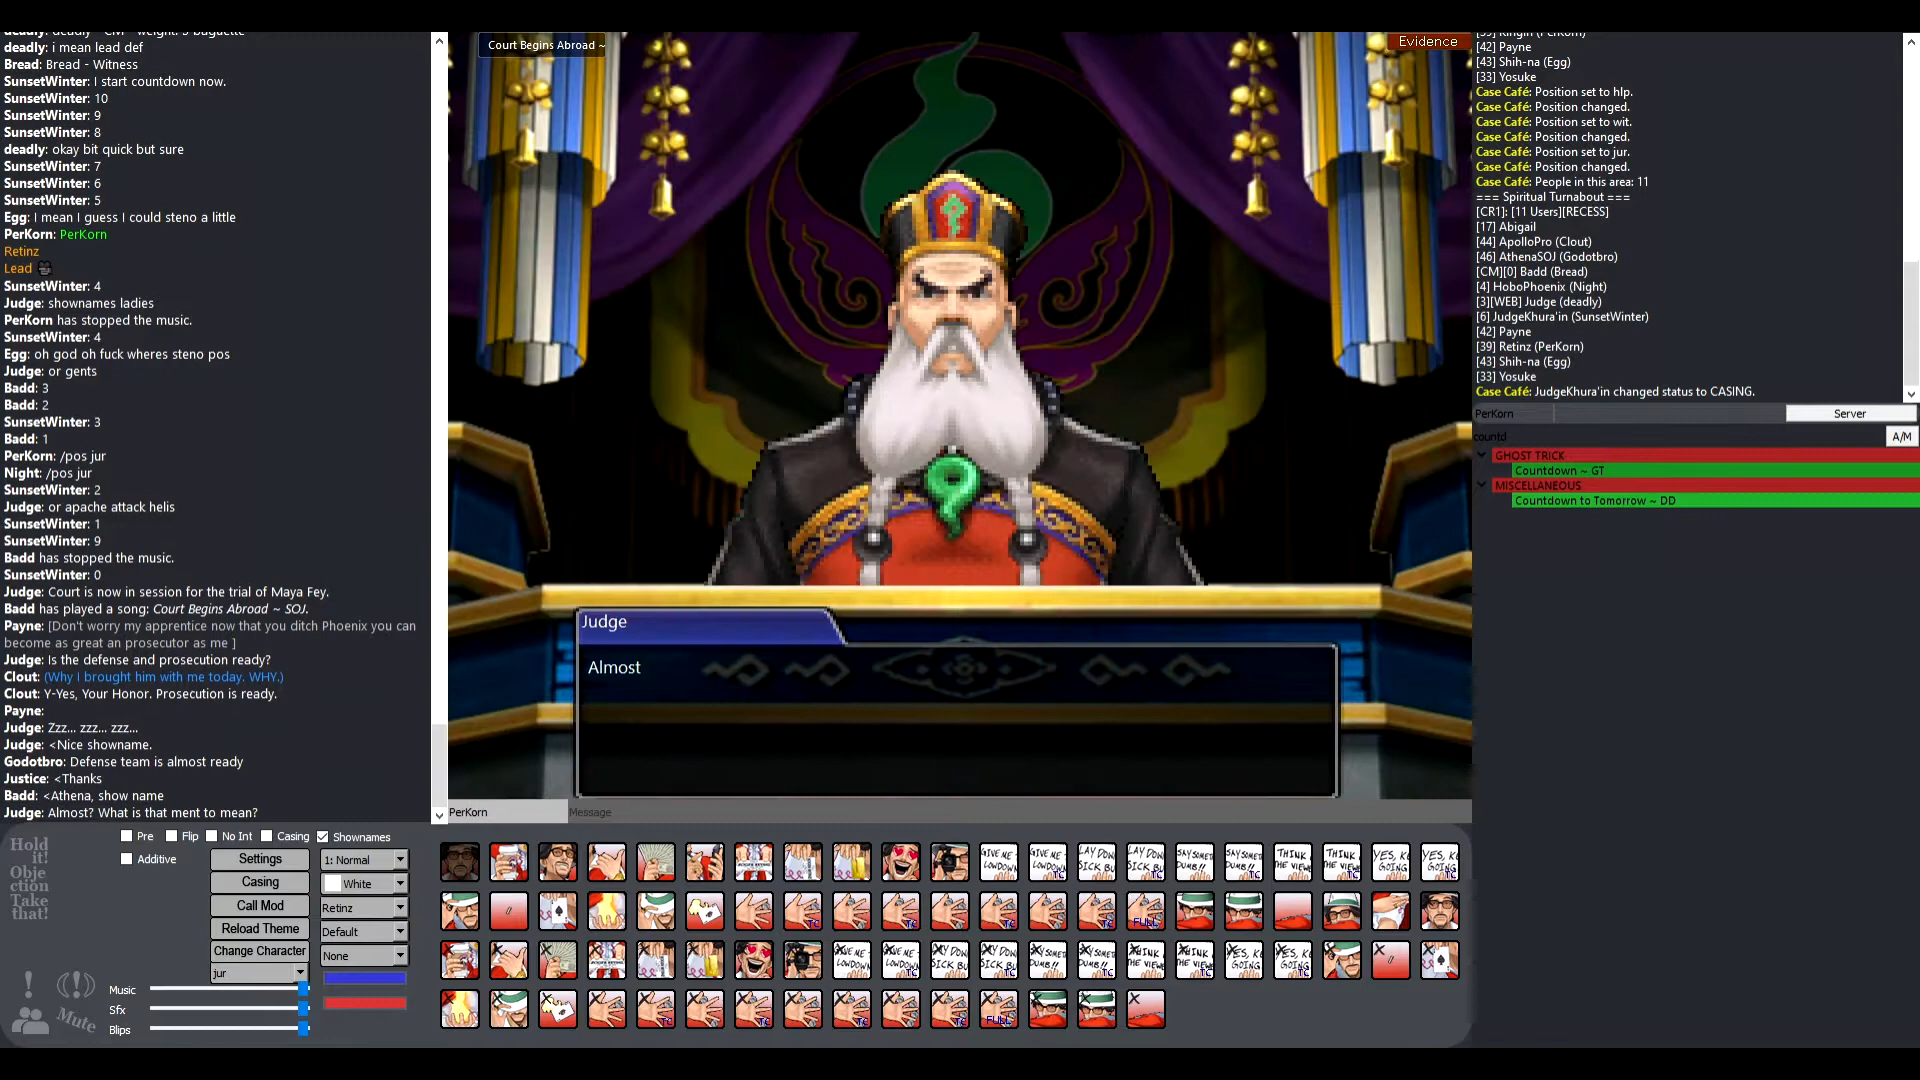 deadly: i mean lead def
Bread: Bread - Witness
SunsetWinter: I start countdown now.
SunsetWinter: 10
SunsetWinter: 9
SunsetWinter: 8
deadly: okay bit quick but sure
SunsetWinter: 7
SunsetWinter: 6
SunsetWinter: 5
Egg: I mean I guess I could steno a little
PerKorn: PerKorn
Retinz
Lead
SunsetWinter: 4
Judge: shownames ladies
PerKorn has stopped the music.
SunsetWinter: 4
Egg: oh god oh fuck wheres steno pos
Judge: or gents
Badd: 3
Badd: 2
SunsetWinter: 3
Badd: 1
PerKorn: /pos jur
Night: /pos jur
SunsetWinter: 2
Judge: or apache attack helis
SunsetWinter: 1
SunsetWinter: 9
Badd has stopped the music.
SunsetWinter: 0
Judge: Court is now in session for the trial of Maya Fey.
Badd has played a song: Court Begins Abroad ~ SOJ.
Payne: [Don't worry my apprentice now that you ditch Phoenix you can
become as great an prosecutor as me ]
Judge: Is the defense and prosecution ready?
Clout: (Why I brought him with me today. WHY.)
Clout: Y-Yes, Your Honor. Prosecution is ready.
Payne:
Judge: Zzz... zzz... zzz...
Judge: <Nice showname.
Godotbro: Defense team is almost ready
Justice: <Thanks
Badd: <Athena, show name
Judge: Almost? What is that ment to mean?
Court Begins Abroad ~
Evidence
Judge
Almost
PerKorn
Message
[42] Payne
[43] Shih-na (Egg)
[33] Yosuke
Case Café: Position set to hlp.
Case Café: Position changed.
Case Café: Position set to wit.
Case Café: Position changed.
Case Café: Position set to jur.
Case Café: Position changed.
Case Café: People in this area: 11
=== Spiritual Turnabout ===
[CR1]: [11 Users][RECESS]
[17] Abigail
[44] ApolloPro (Clout)
[46] AthenaSOJ (Godotbro)
[CM][0] Badd (Bread)
[4] HoboPhoenix (Night)
[3][WEB] Judge (deadly)
[6] JudgeKhura'in (SunsetWinter)
[42] Payne
[39] Retinz (PerKorn)
[43] Shih-na (Egg)
[33] Yosuke
Case Café: JudgeKhura'in changed status to CASING.
PerKorn
Server
countd
A/M
GHOST TRICK
Countdown ~ GT
MISCELLANEOUS
Countdown to Tomorrow ~ DD
Hold
it!
Obje
ction
Take
that!
Pre
Flip
No Int
Casing
Shownames
Additive
Settings
1: Normal
Casing
White
Call Mod
Retinz
Reload Theme
Default
Change Character
None
jur
Mute
Music
Sfx
Blips